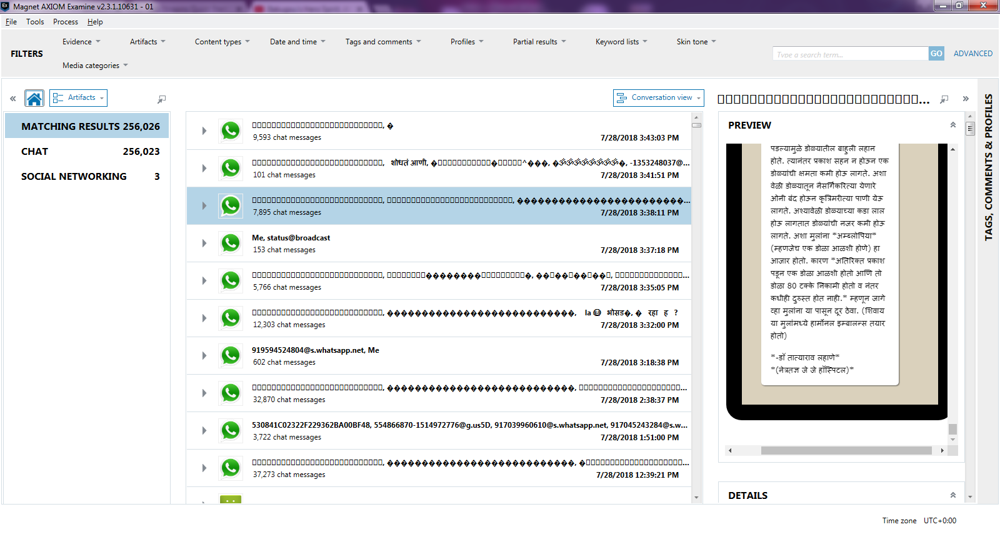 Magnet AXIOM Examine v2.3.1.10631 - 01
File Tools Process Help
FILTERS
Evidence Artifacts Content types Date and time Tags and comments Profiles Partial results Keyword lists Skin tone
Media categories
Type a search term... GO ADVANCED
Artifacts
Conversation view
MATCHING RESULTS 256,026
CHAT 256,023
SOCIAL NETWORKING 3
9,593 chat messages 7/28/2018 3:43:03 PM
शोधतं आणी, -1353248037@...
101 chat messages 7/28/2018 3:41:51 PM
7,895 chat messages 7/28/2018 3:38:11 PM
Me, status@broadcast
153 chat messages 7/28/2018 3:37:18 PM
5,766 chat messages 7/28/2018 3:35:05 PM
la 😂 भोसड�, � रहा ह ?
12,303 chat messages 7/28/2018 3:32:00 PM
919594524804@s.whatsapp.net, Me
602 chat messages 7/28/2018 3:18:38 PM
32,870 chat messages 7/28/2018 2:38:37 PM
530841C02322F229362BA00BF48, 554866870-1514972776@g.us5D, 917039960610@s.whatsapp.net, 917045243284@s.w...
3,722 chat messages 7/28/2018 1:51:00 PM
37,273 chat messages 7/28/2018 12:39:21 PM
PREVIEW
पडल्यामुळे डोळ्यातील बाहुली लहान
होते. त्यानंतर प्रकाश सहन न होऊन एक
डोळ्यांची क्षमता कमी होऊ लागते. अशा
वेळी डोळ्यातून नैसर्गिकरित्या येणारे
ओनी बंद होऊन कृत्रिमरीत्या पाणी येऊ
लागते. अश्यावेळी डोळ्याच्या कडा लाल
होऊ लागतात डोळ्यांची नजर कमी होऊ
लागते. अशा मुलांना *अम्ब्लोपिया*
(म्हणजेच एक डोळा आळशी होणे) हा
आजार होतो. कारण *अतिरिक्त प्रकाश
पडून एक डोळा आळशी होतो आणि तो
डोळा 80 टक्के निकामी होतो व नंतर
कधीही दुरुस्त होत नाही.* म्हणून जागे
व्हा मुलांना या पासून दूर ठेवा. (शिवाय
या मुलांमध्ये हार्मोनल इम्बालन्स तयार
होतो)
*-डॉ तात्याराव लहाणे*
*(नेत्रतज्ञ जे जे हॉस्पिटल)*
DETAILS
TAGS, COMMENTS & PROFILES
Time zone UTC+0:00